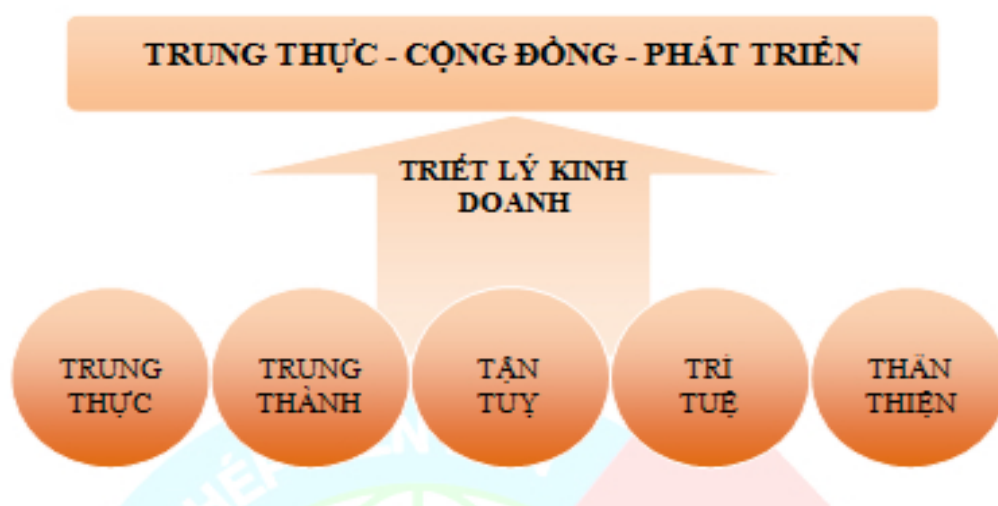 TRUNG THỰC - CỘNG ĐỒNG - PHÁT TRIỂN
TRIẾT LÝ KINH
DOANH
TRUNG
THỰC
TRUNG
THÀNH
TẬN
TUỴ
TRÍ
TUỆ
THÂN
THIỆN